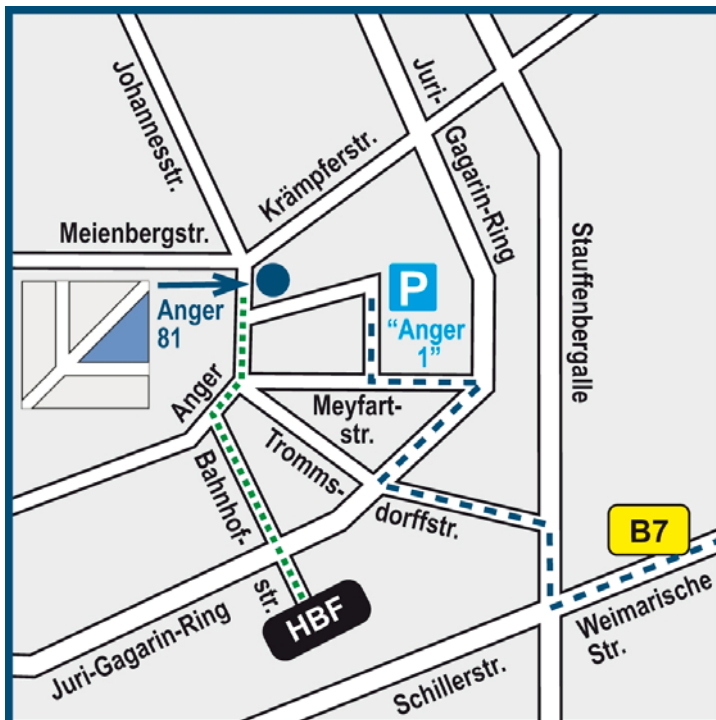 Johannesstr.
Juri-
Gagarin-Ring
Krämpferstr.
Meienbergstr.
Stauffenbergalle
Anger
81
P
"Anger
1"
Anger
Meyfart-
str.
Tromms-
dorffstr.
Bahnhof-
str.
HBF
B7
Juri-Gagarin-Ring
Schillerstr.
Weimarische
Str.